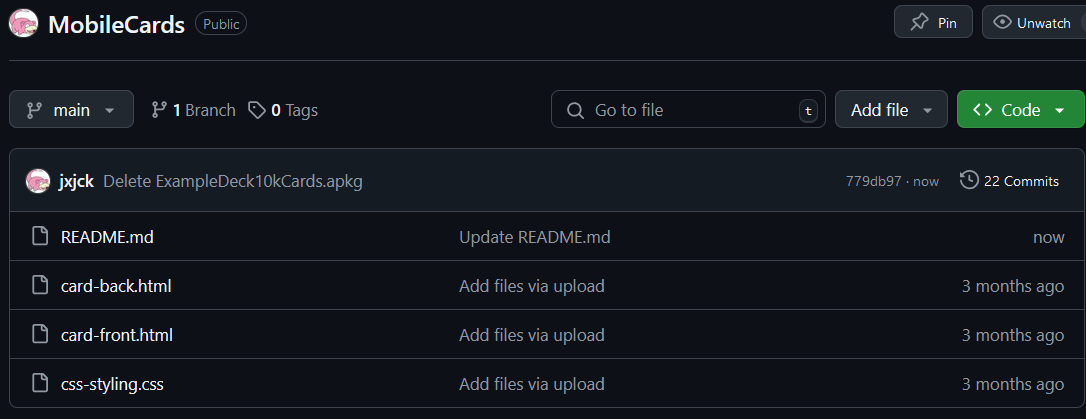 MobileCards Public Pin Unwatch
main 1 Branch 0 Tags Go to file t Add file Code
jxjck Delete ExampleDeck10kCards.apkg 779db97 · now 22 Commits
README.md Update README.md now
card-back.html Add files via upload 3 months ago
card-front.html Add files via upload 3 months ago
css-styling.css Add files via upload 3 months ago